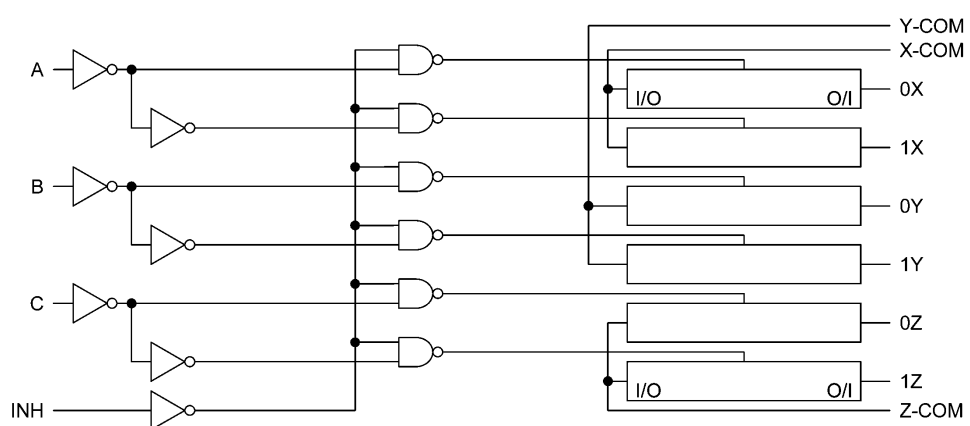 Y-COM
X-COM
A
I/O O/I
0X
1X
B
0Y
1Y
C
0Z
I/O O/I
1Z
INH
Z-COM